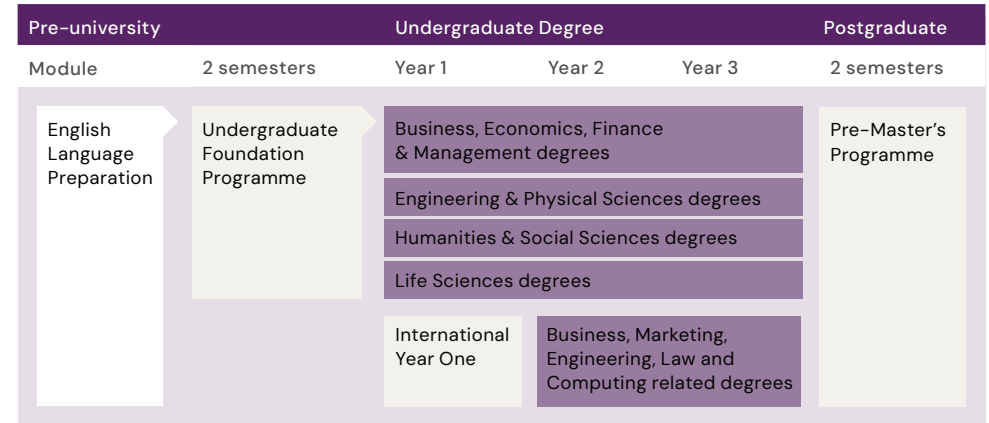 Pre-university
Undergraduate Degree
Postgraduate
Module
2 semesters
Year 1
Year 2
Year 3
2 semesters
English
Language
Preparation
Undergraduate
Foundation
Programme
Business, Economics, Finance
& Management degrees
Engineering & Physical Sciences degrees
Humanities & Social Sciences degrees
Life Sciences degrees
International
Year One
Business, Marketing,
Engineering, Law and
Computing related degrees
Pre-Master’s
Programme